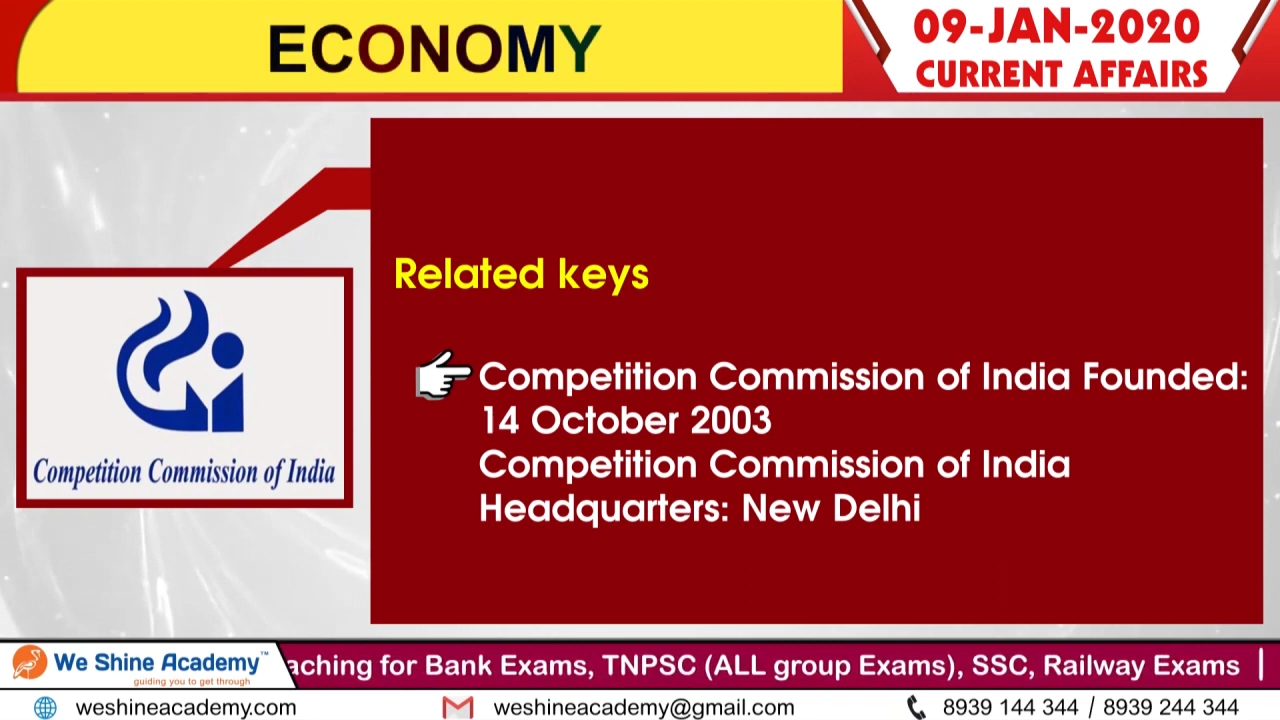 ECONOMY
09-JAN-2020
CURRENT AFFAIRS
Related keys
Competition Commission of India Founded:
14 October 2003
Competition Commission of India
Headquarters: New Delhi
Competition Commission of India
We Shine Academy™
guiding you to get through
aching for Bank Exams, TNPSC (ALL group Exams), SSC, Railway Exams |
weshineacademy.com
weshineacademy@gmail.com
8939 144 344 / 8939 244 344